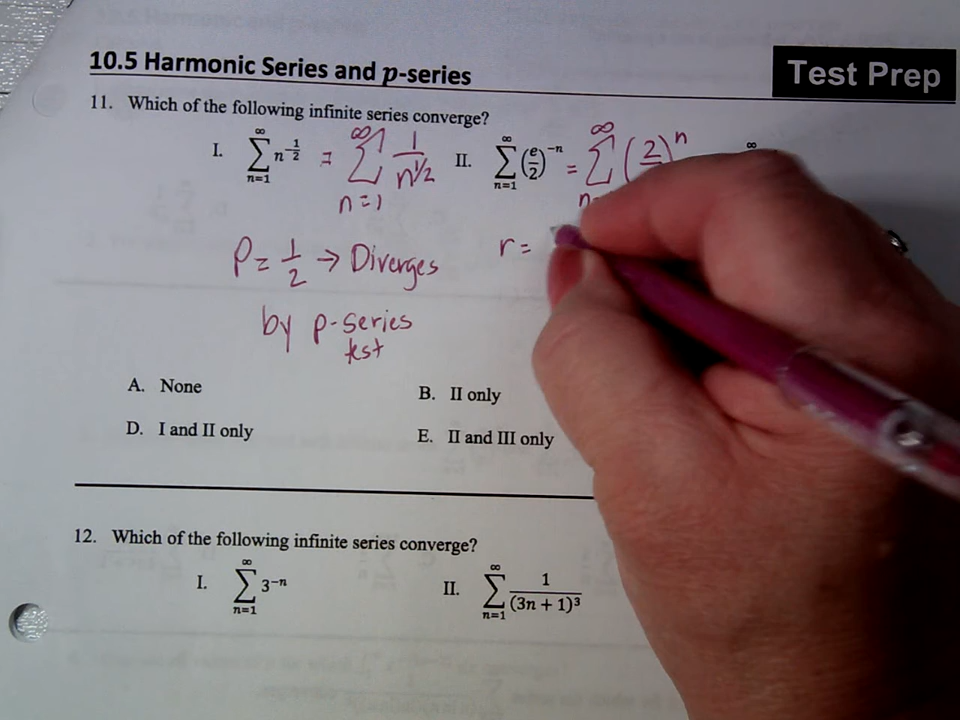 10.5 Harmonic Series and p-series
Test Prep
11. Which of the following infinite series converge?
I. ∑_{n=1}^{∞} n^{-1/2} = ∑_{n=1}^{∞} 1/n^{1/2} II. ∑_{n=1}^{∞} (e/2)^{-n} = ∑^{∞} (2/ )^n ∞
P = 1/2 → Diverges
by p-series
test
r =
A. None
B. II only
D. I and II only
E. II and III only
12. Which of the following infinite series converge?
I. ∑_{n=1}^{∞} 3^{-n}
II. ∑_{n=1}^{∞} 1/(3n + 1)^3